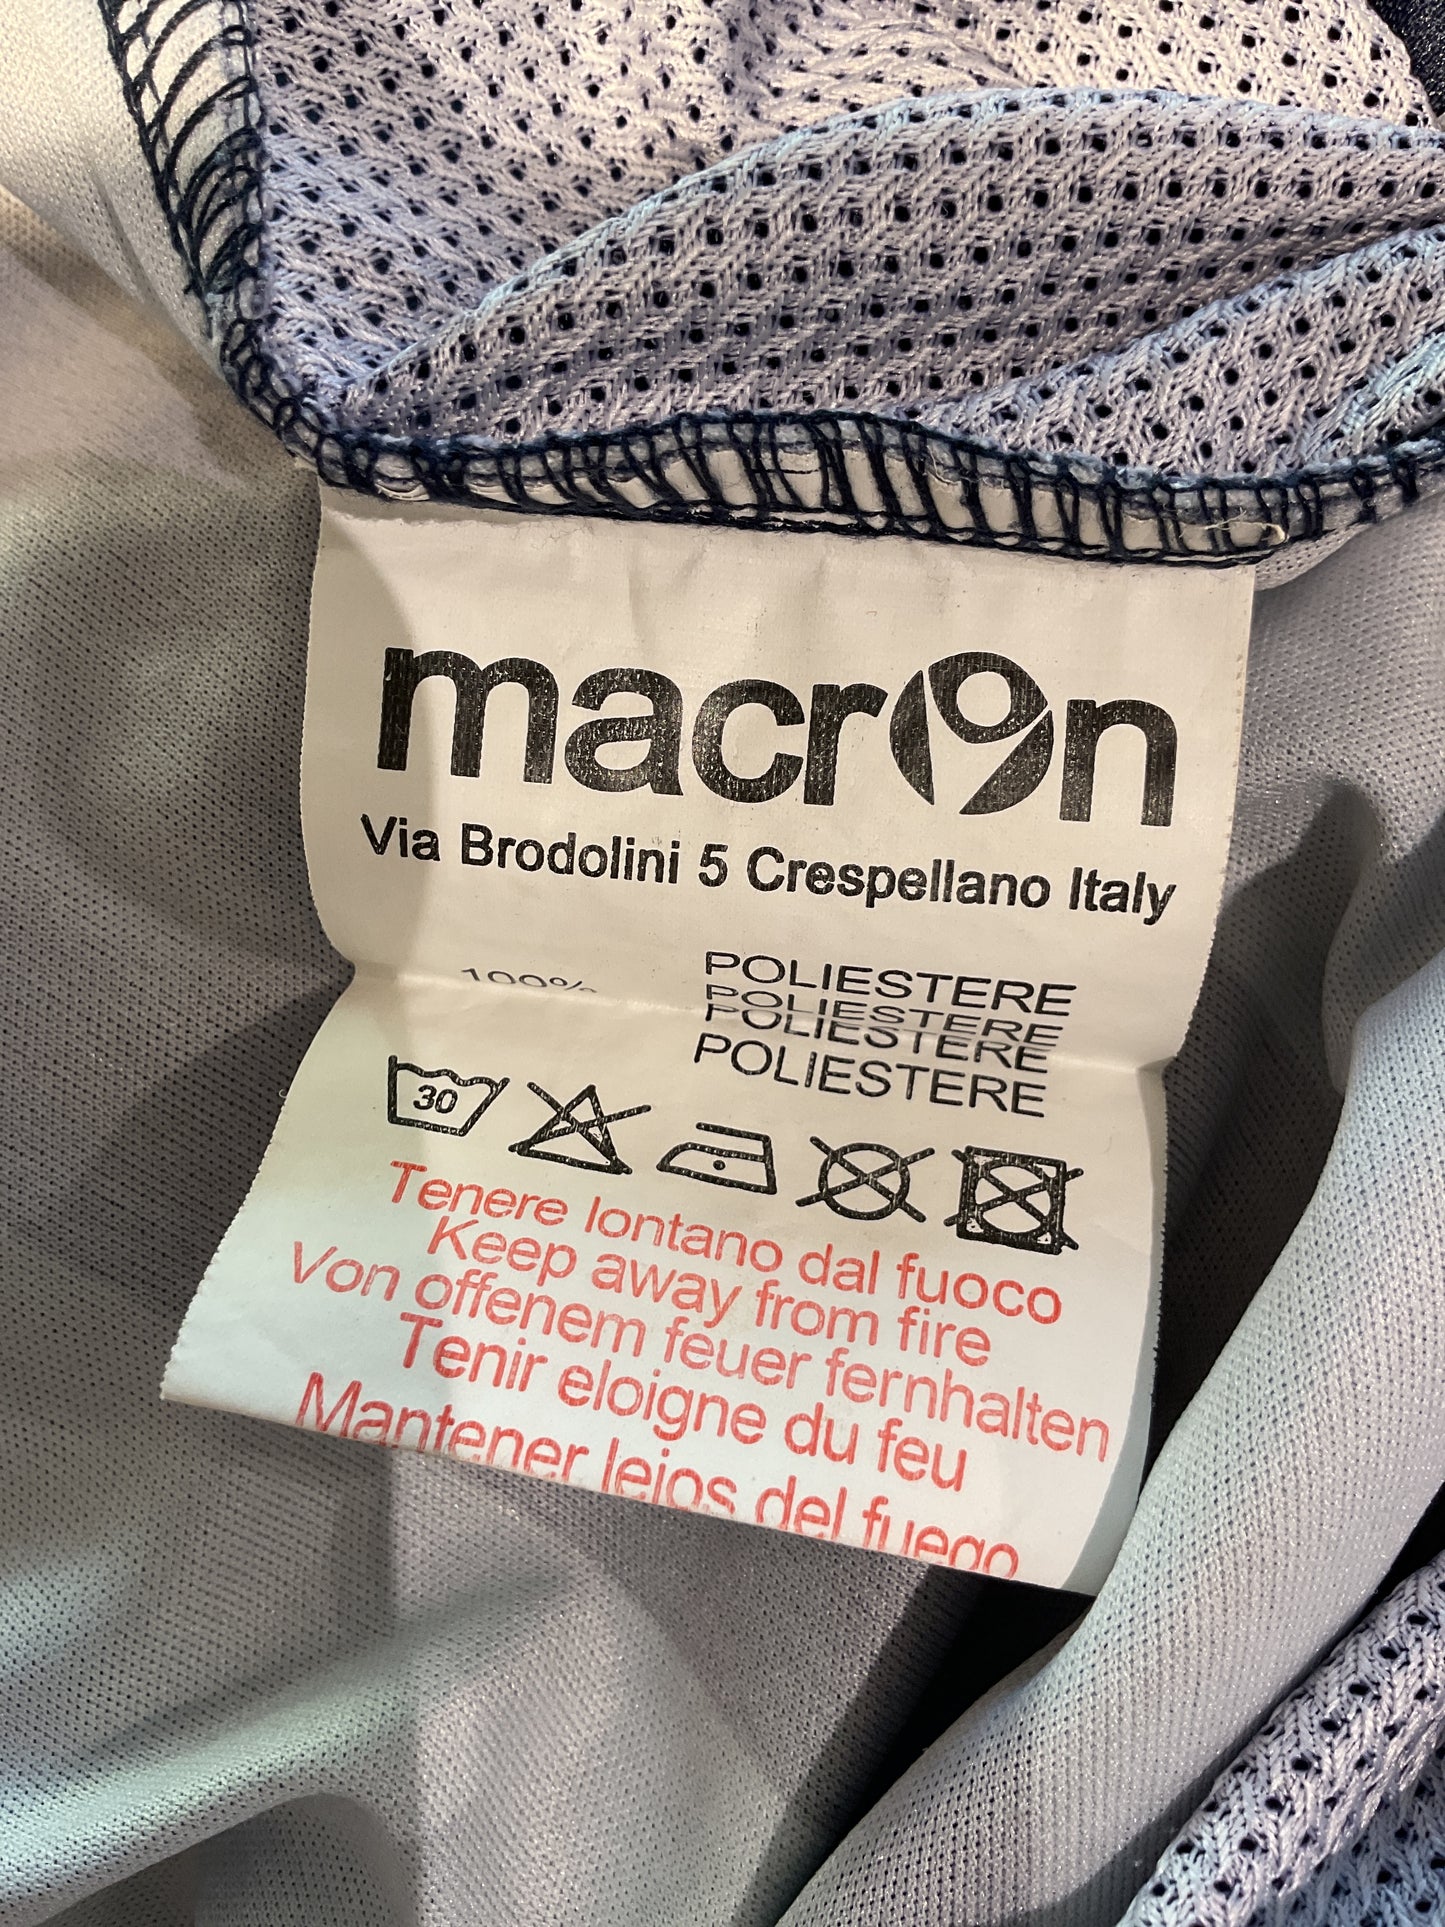 macron
Via Brodolini 5 Crespellano Italy
100% POLIESTERE
POLIESTERE
POLIESTERE
POLIESTERE
30
Tenere lontano dal fuoco
Keep away from fire
Von offenem feuer fernhalten
Tenir eloigne du feu
Mantener lejos del fuego